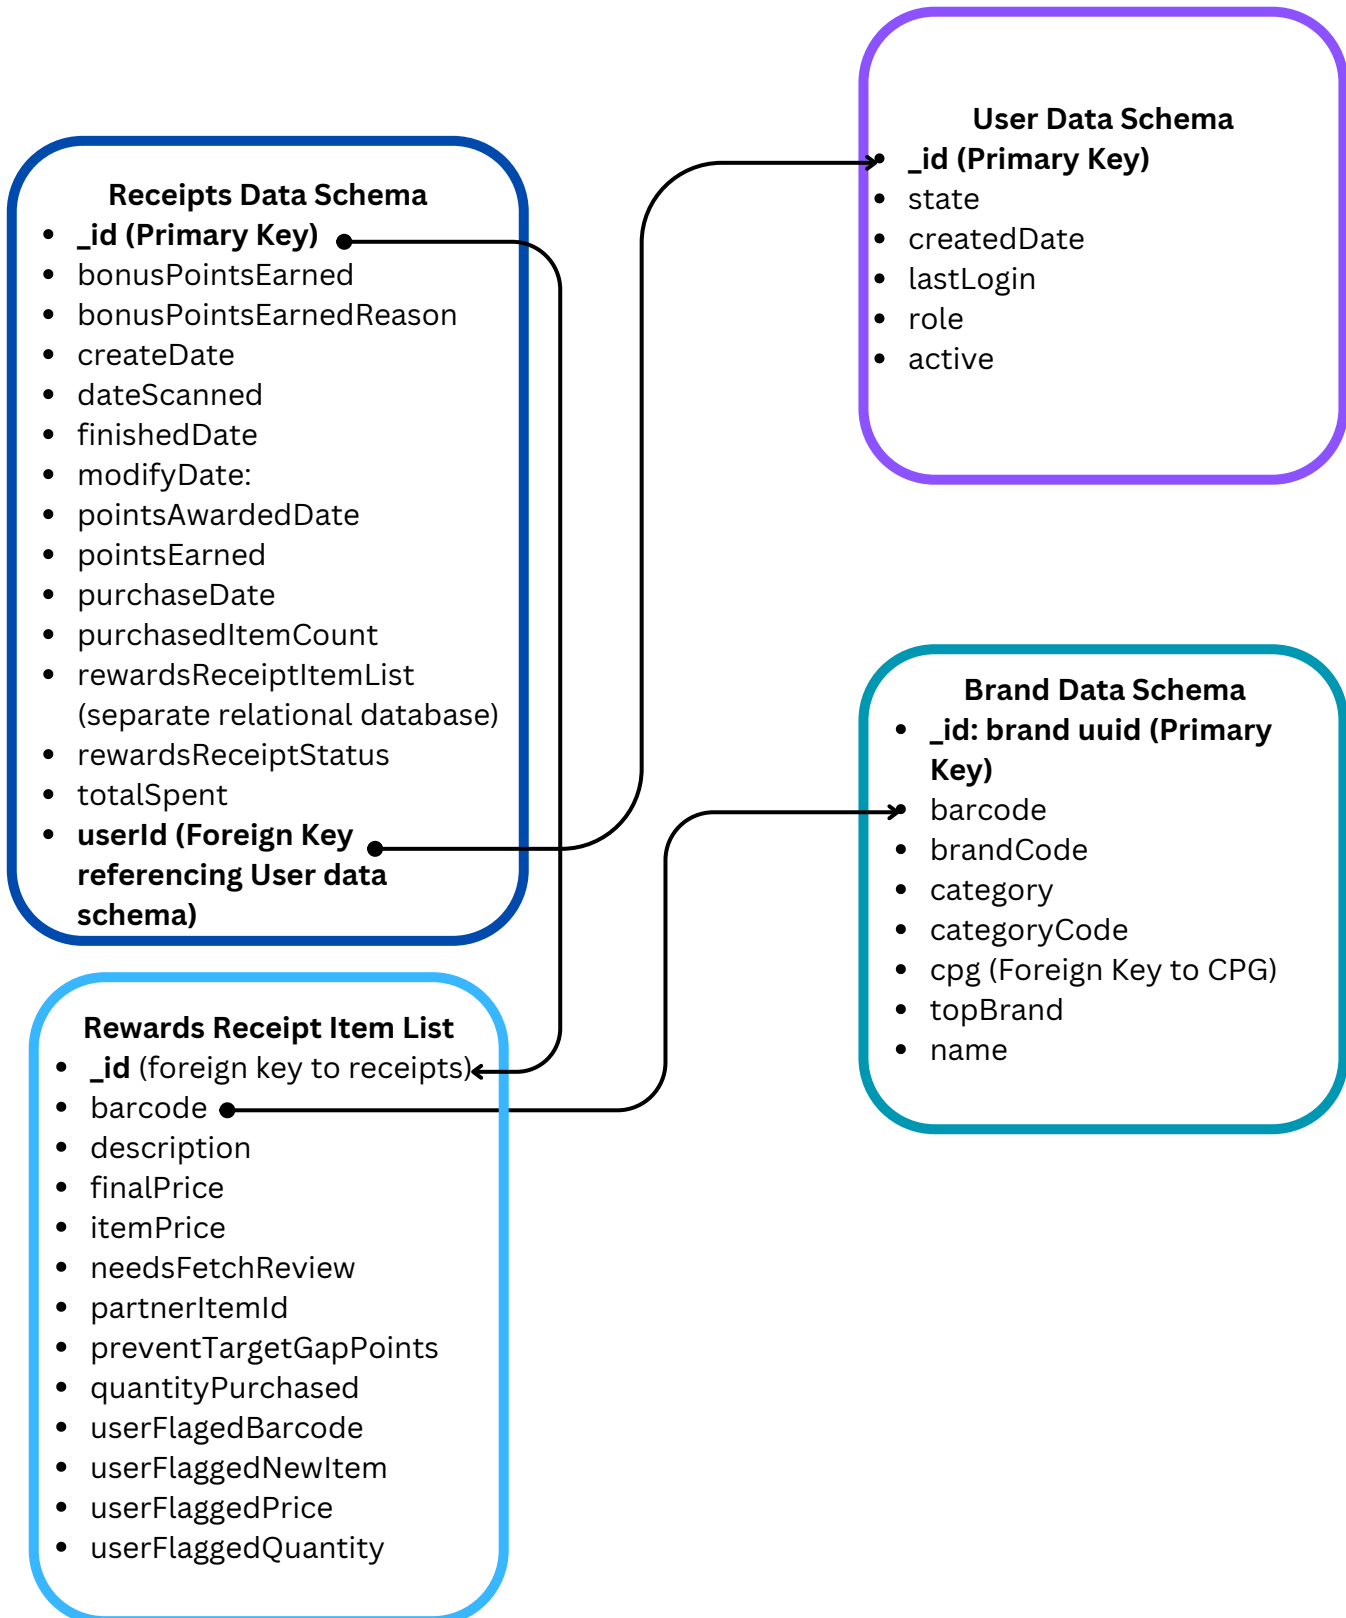 Receipts Data Schema
• _id (Primary Key)
• bonusPointsEarned
• bonusPointsEarnedReason
• createDate
• dateScanned
• finishedDate
• modifyDate:
• pointsAwardedDate
• pointsEarned
• purchaseDate
• purchasedItemCount
• rewardsReceiptItemList
(separate relational database)
• rewardsReceiptStatus
• totalSpent
• userId (Foreign Key
referencing User data
schema)
Rewards Receipt Item List
• _id (foreign key to receipts)
• barcode
• description
• finalPrice
• itemPrice
• needsFetchReview
• partnerItemId
• preventTargetGapPoints
• quantityPurchased
• userFlagedBarcode
• userFlaggedNewItem
• userFlaggedPrice
• userFlaggedQuantity
User Data Schema
• _id (Primary Key)
• state
• createdDate
• lastLogin
• role
• active
Brand Data Schema
• _id: brand uuid (Primary
Key)
• barcode
• brandCode
• category
• categoryCode
• cpg (Foreign Key to CPG)
• topBrand
• name